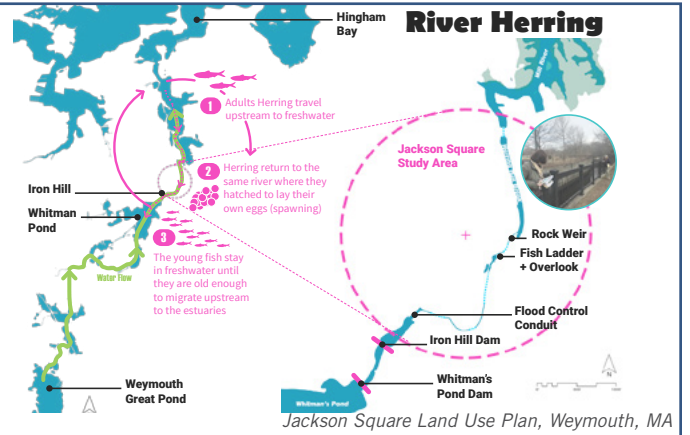 River Herring
Hingham
Bay
1
Adults Herring travel
upstream to freshwater
Jackson Square
Study Area
2
Herring return to the
same river where they
hatched to lay their
own eggs (spawning)
Iron Hill
Whitman
Pond
3
The young fish stay
in freshwater until
they are old enough
to migrate upstream
to the estuaries
Water Flow
Rock Weir
Fish Ladder
+ Overlook
Flood Control
Conduit
Iron Hill Dam
Whitman's
Pond Dam
Weymouth
Great Pond
Whitman's Pond
N
Jackson Square Land Use Plan, Weymouth, MA